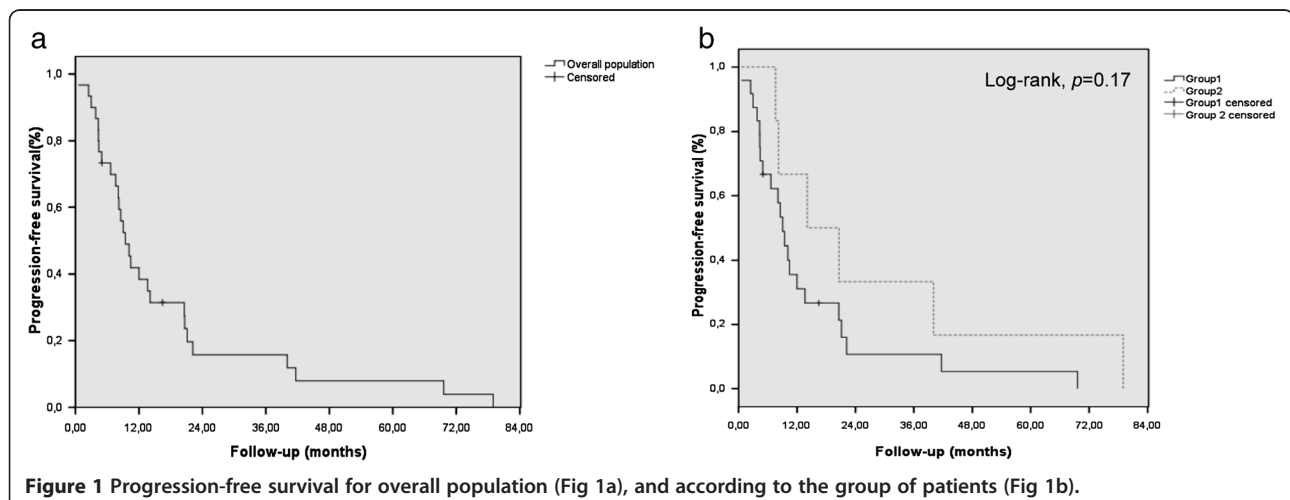 a
Overall population
Censored
Progression-free survival(%)
1,0
0,8
0,6
0,4
0,2
0,0
0,00 12,00 24,00 36,00 48,00 60,00 72,00 84,00
Follow-up (months)
b
Log-rank, p=0.17
Group1
Group2
Group1 censored
Group 2 censored
Progression-free survival (%)
1,0
0,8
0,6
0,4
0,2
0,0
0,00 12,00 24,00 36,00 48,00 60,00 72,00 84,00
Follow-up (months)
Figure 1 Progression-free survival for overall population (Fig 1a), and according to the group of patients (Fig 1b).